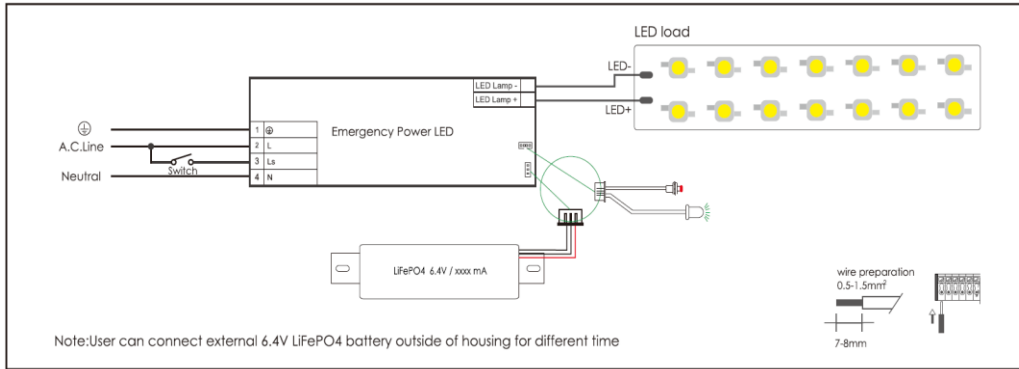 LED load
LED-
LED Lamp -
LED Lamp +
LED+
1
Emergency Power LED
A.C.Line
2 L
3 Ls
Switch
Neutral
4 N
LiFePO4 6.4V / xxxx mA
wire preparation
0.5-1.5mm²
7-8mm
Note:User can connect external 6.4V LiFePO4 battery outside of housing for different time